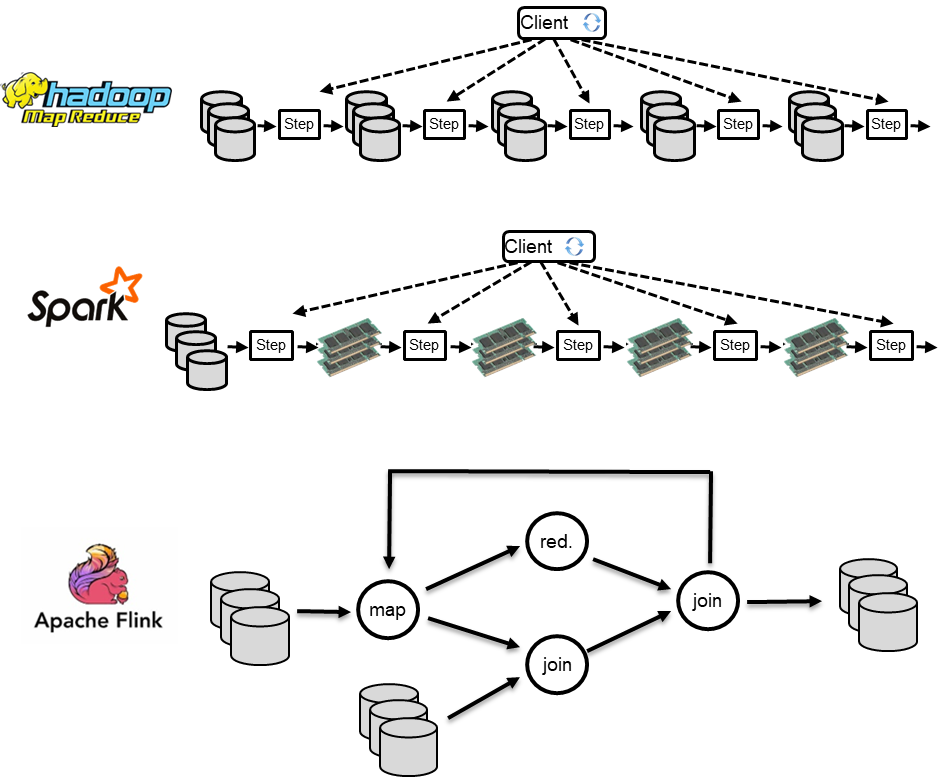 Client
hadoop
Map Reduce
Step Step Step Step Step
Client
Spark
Step Step Step Step Step
red.
map join
Apache Flink
join